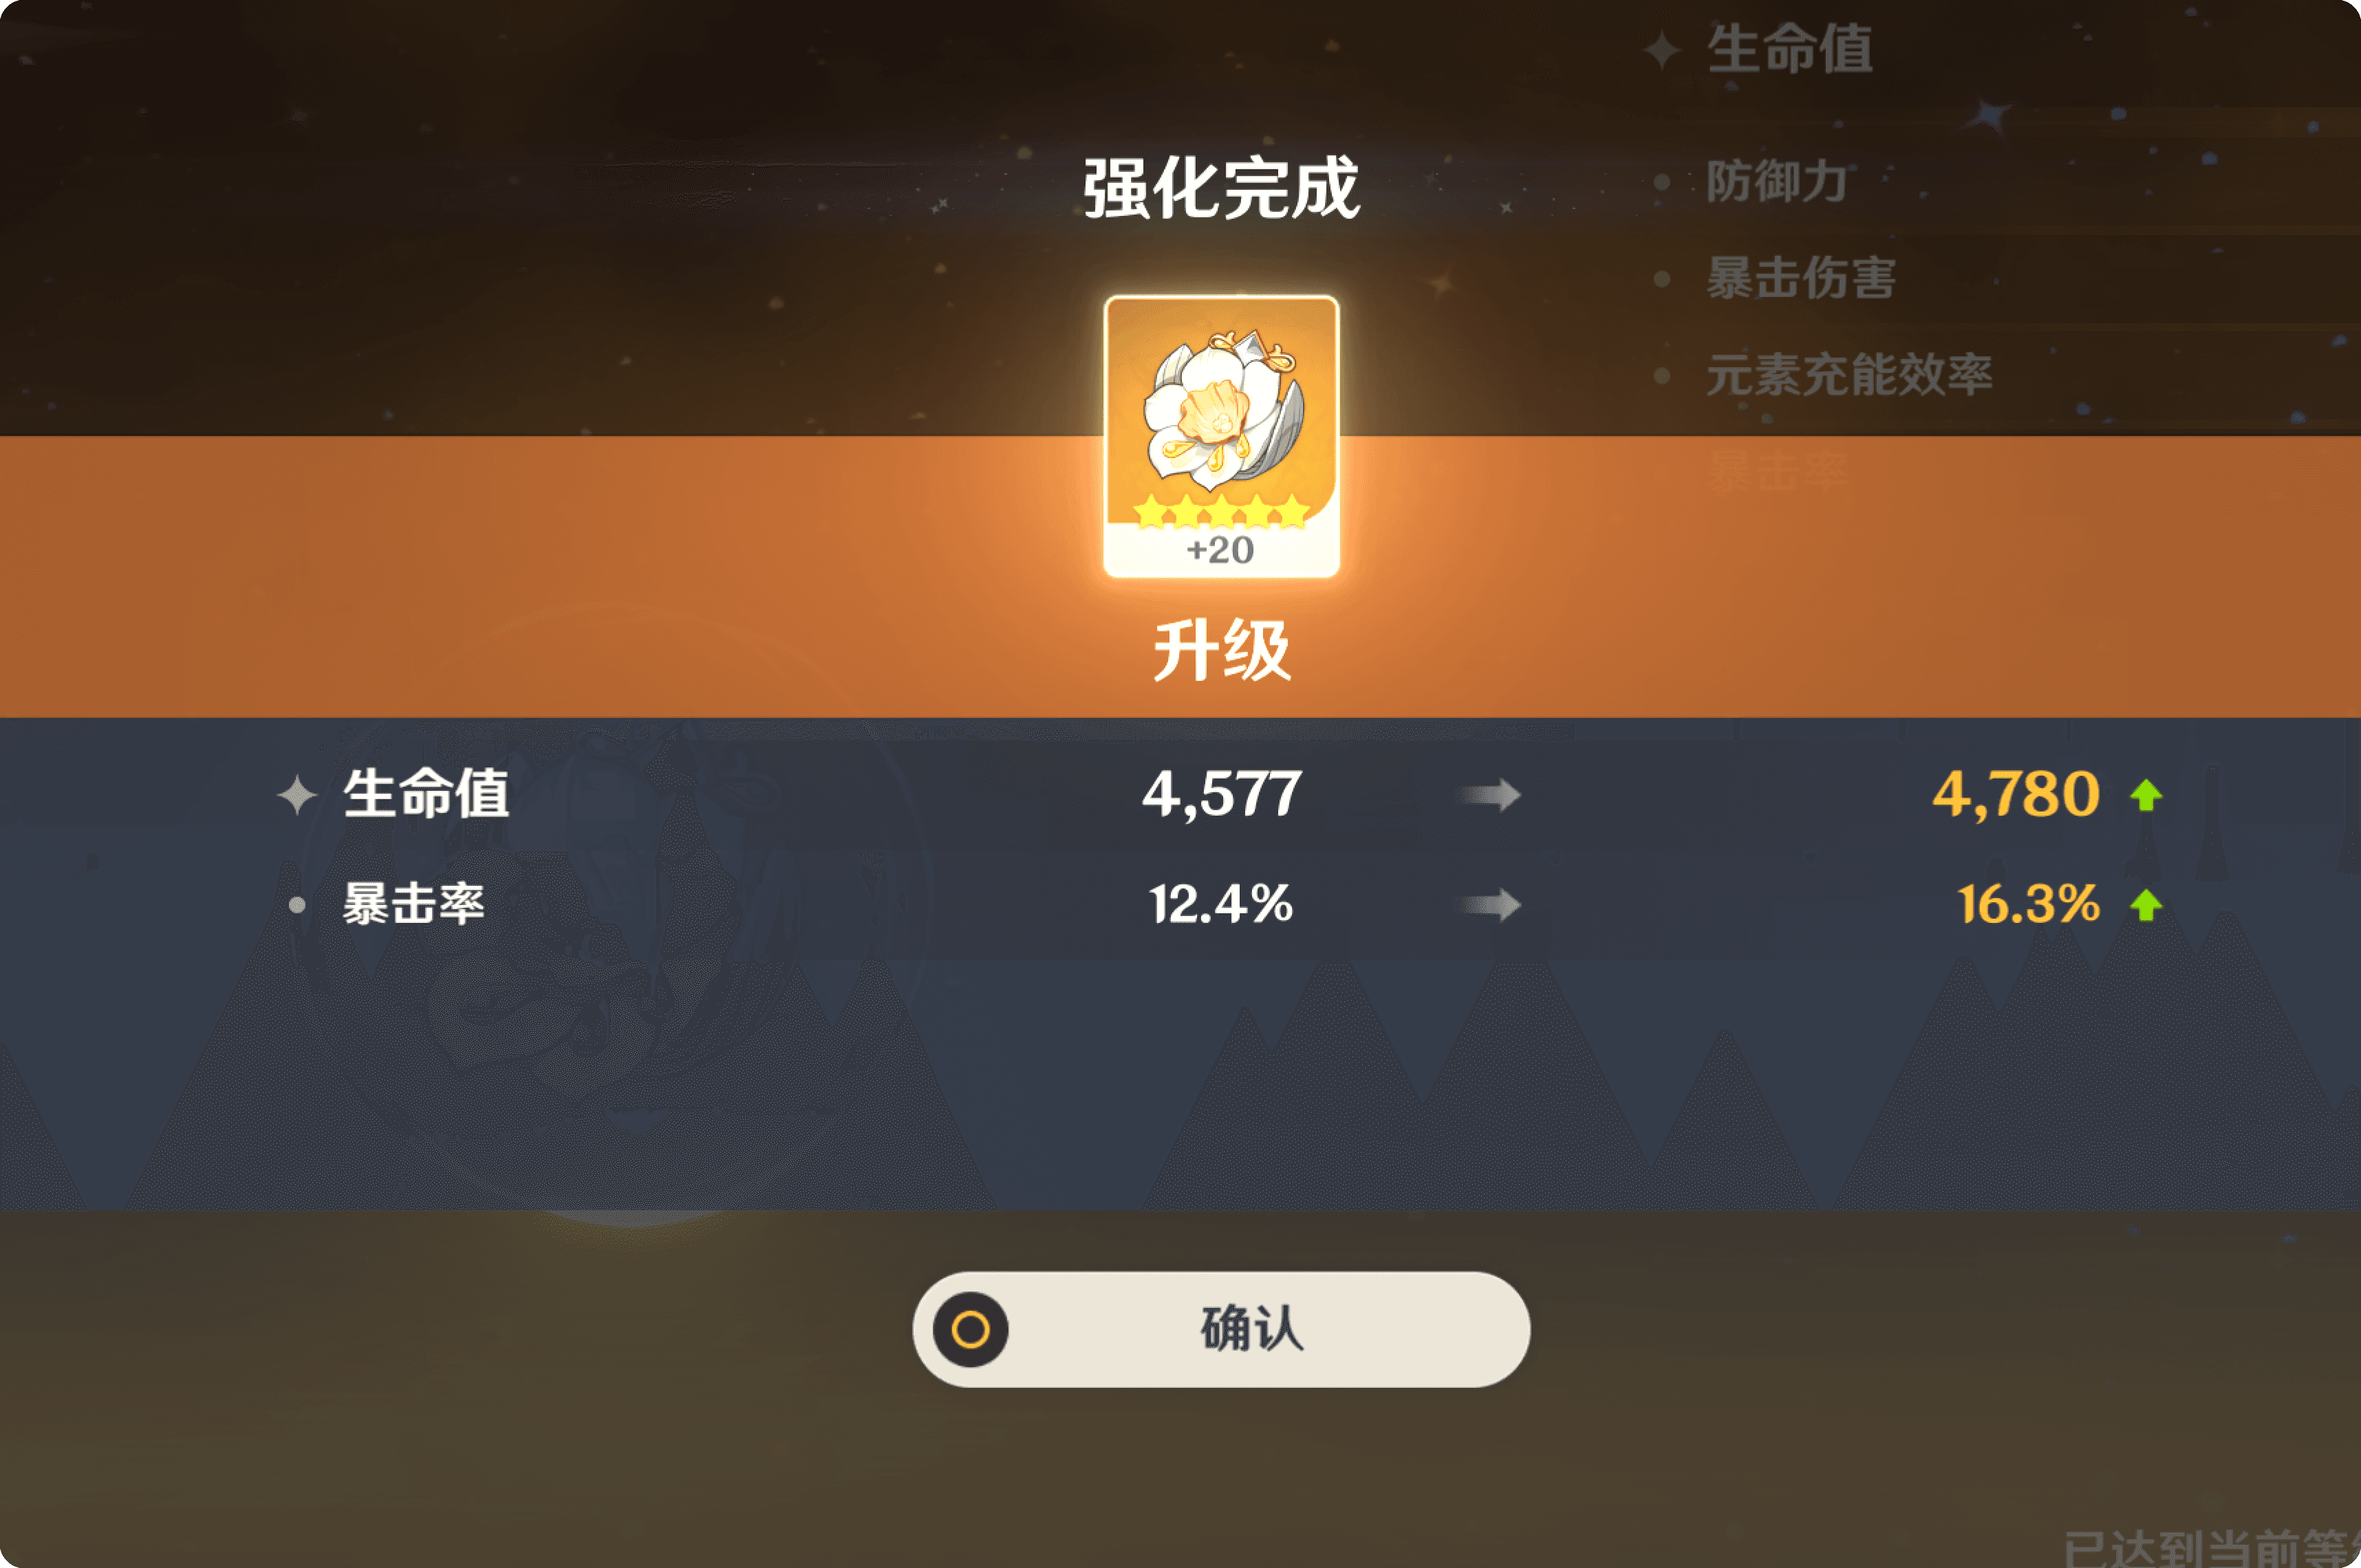 生命值
强化完成
防御力
暴击伤害
元素充能效率
暴击率
+20
升级
生命值 4,577 4,780
暴击率 12.4% 16.3%
确认
已达到当前等